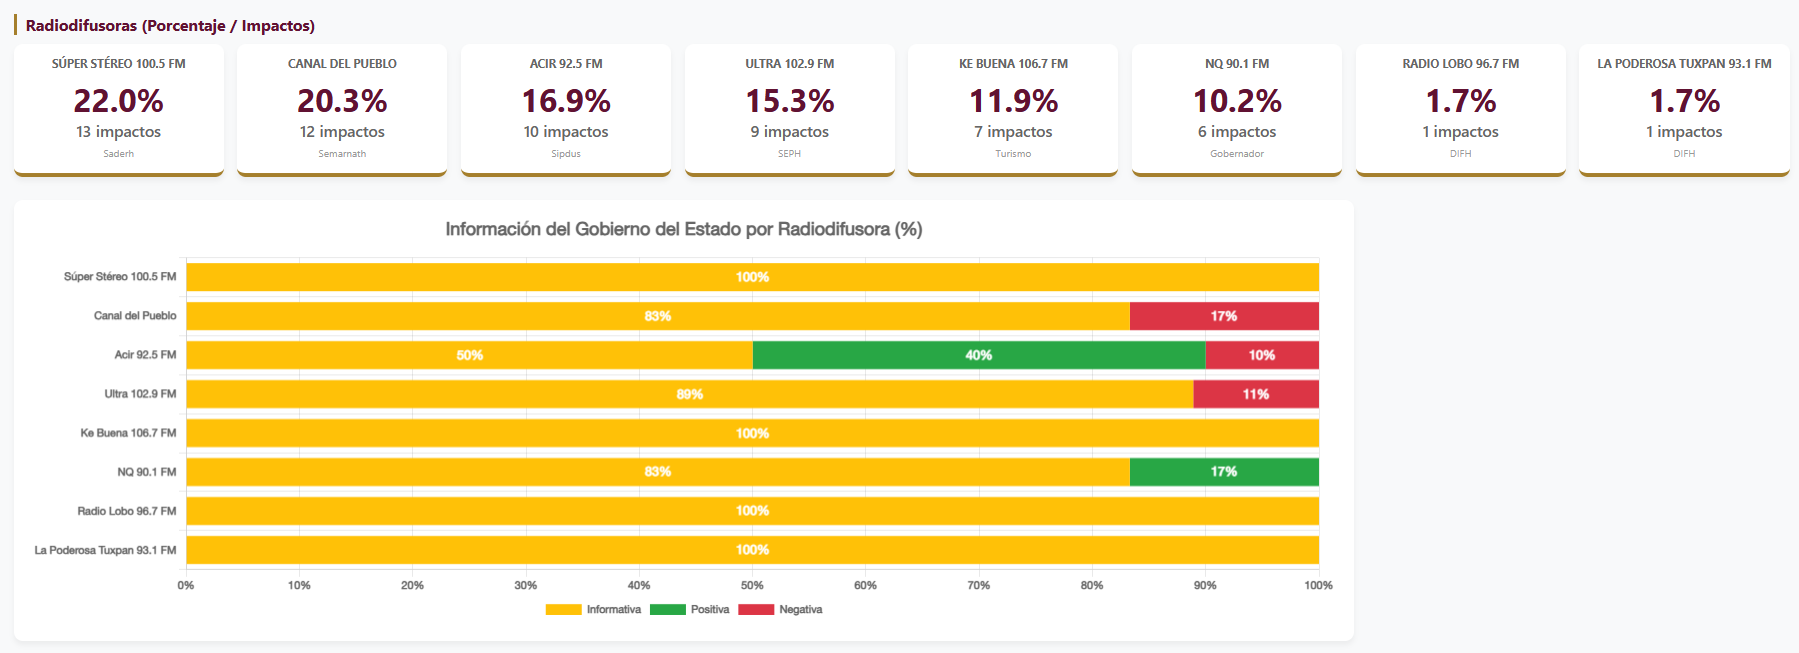 Radiodifusoras (Porcentaje / Impactos)
SÚPER STÉREO 100.5 FM
22.0%
13 impactos
Saderh
CANAL DEL PUEBLO
20.3%
12 impactos
Semarnath
ACIR 92.5 FM
16.9%
10 impactos
Sipdus
ULTRA 102.9 FM
15.3%
9 impactos
SEPH
KE BUENA 106.7 FM
11.9%
7 impactos
Turismo
NQ 90.1 FM
10.2%
6 impactos
Gobernador
RADIO LOBO 96.7 FM
1.7%
1 impactos
DIFH
LA PODEROSA TUXPAN 93.1 FM
1.7%
1 impactos
DIFH
Información del Gobierno del Estado por Radiodifusora (%)
Súper Stéreo 100.5 FM 100%
Canal del Pueblo 83% 17%
Acir 92.5 FM 50% 40% 10%
Ultra 102.9 FM 89% 11%
Ke Buena 106.7 FM 100%
NQ 90.1 FM 83% 17%
Radio Lobo 96.7 FM 100%
La Poderosa Tuxpan 93.1 FM 100%
0% 10% 20% 30% 40% 50% 60% 70% 80% 90% 100%
Informativa Positiva Negativa